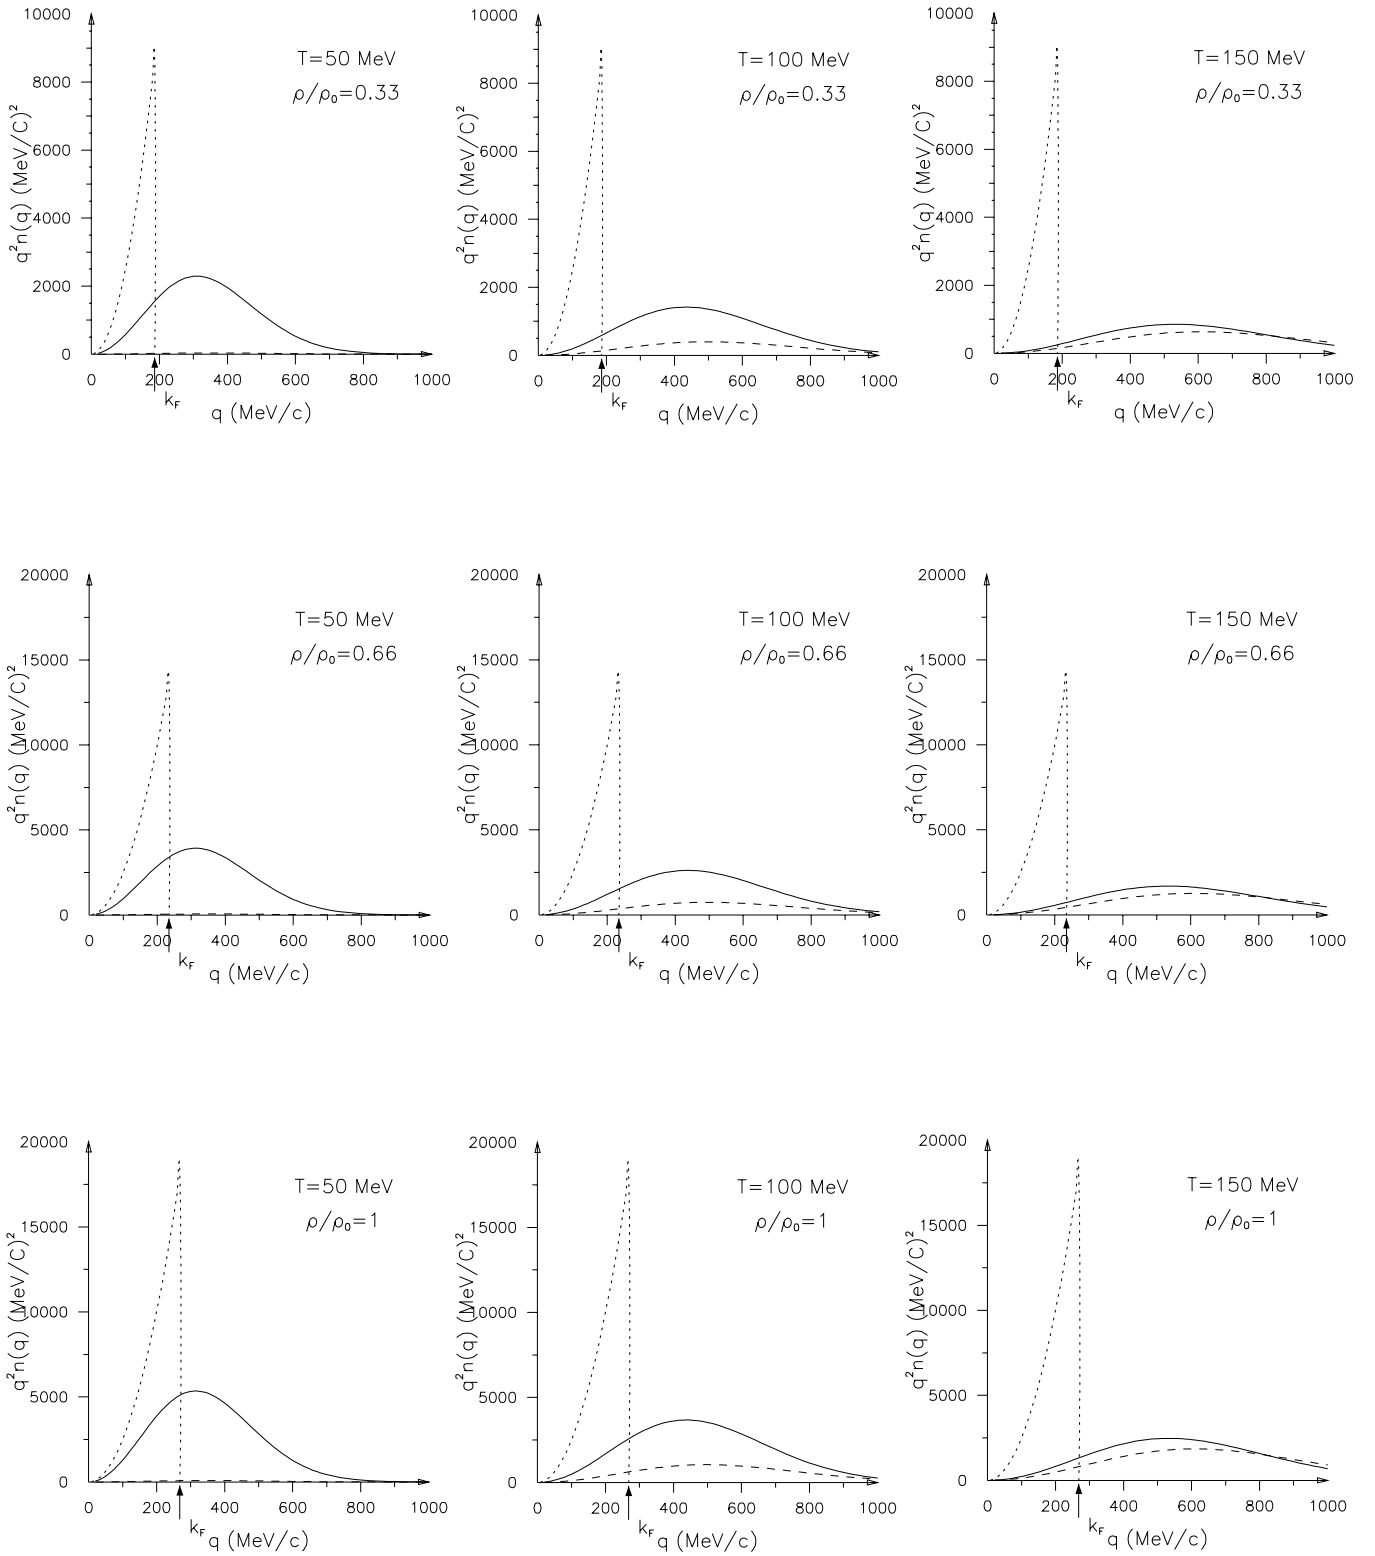 10000
8000
6000
4000
2000
0
q²n(q) (MeV/C)²
T=50 MeV
ρ/ρ₀=0.33
0 200 400 600 800 1000
k_F
q (MeV/c)
10000
8000
6000
4000
2000
0
q²n(q) (MeV/C)²
T=100 MeV
ρ/ρ₀=0.33
0 200 400 600 800 1000
k_F
q (MeV/c)
10000
8000
6000
4000
2000
0
q²n(q) (MeV/C)²
T=150 MeV
ρ/ρ₀=0.33
0 200 400 600 800 1000
k_F
q (MeV/c)
20000
15000
10000
5000
0
q²n(q) (MeV/C)²
T=50 MeV
ρ/ρ₀=0.66
0 200 400 600 800 1000
k_F q (MeV/c)
20000
15000
10000
5000
0
q²n(q) (MeV/C)²
T=100 MeV
ρ/ρ₀=0.66
0 200 400 600 800 1000
k_F q (MeV/c)
20000
15000
10000
5000
0
q²n(q) (MeV/C)²
T=150 MeV
ρ/ρ₀=0.66
0 200 400 600 800 1000
k_F q (MeV/c)
20000
15000
10000
5000
0
q²n(q) (MeV/C)²
T=50 MeV
ρ/ρ₀=1
0 200 400 600 800 1000
k_F q (MeV/c)
20000
15000
10000
5000
0
q²n(q) (MeV/C)²
T=100 MeV
ρ/ρ₀=1
0 200 400 600 800 1000
k_F q (MeV/c)
20000
15000
10000
5000
0
q²n(q) (MeV/C)²
T=150 MeV
ρ/ρ₀=1
0 200 400 600 800 1000
k_F q (MeV/c)